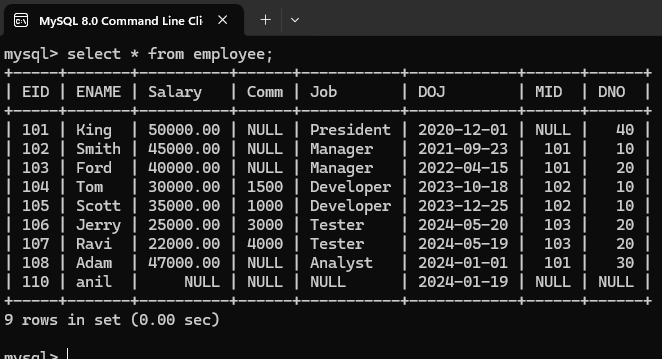 MySQL 8.0 Command Line Cli
mysql> select * from employee;
+-----+-------+----------+------+-----------+------------+------+------+
| EID | ENAME | Salary   | Comm | Job       | DOJ        | MID  | DNO  |
+-----+-------+----------+------+-----------+------------+------+------+
| 101 | King  | 50000.00 | NULL | President | 2020-12-01 | NULL |   40 |
| 102 | Smith | 45000.00 | NULL | Manager   | 2021-09-23 |  101 |   10 |
| 103 | Ford  | 40000.00 | NULL | Manager   | 2022-04-15 |  101 |   20 |
| 104 | Tom   | 30000.00 | 1500 | Developer | 2023-10-18 |  102 |   10 |
| 105 | Scott | 35000.00 | 1000 | Developer | 2023-12-25 |  102 |   10 |
| 106 | Jerry | 25000.00 | 3000 | Tester    | 2024-05-20 |  103 |   20 |
| 107 | Ravi  | 22000.00 | 4000 | Tester    | 2024-05-19 |  103 |   20 |
| 108 | Adam  | 47000.00 | NULL | Analyst   | 2024-01-01 |  101 |   30 |
| 110 | anil  |     NULL | NULL | NULL      | 2024-01-19 | NULL | NULL |
+-----+-------+----------+------+-----------+------------+------+------+
9 rows in set (0.00 sec)
mysql>